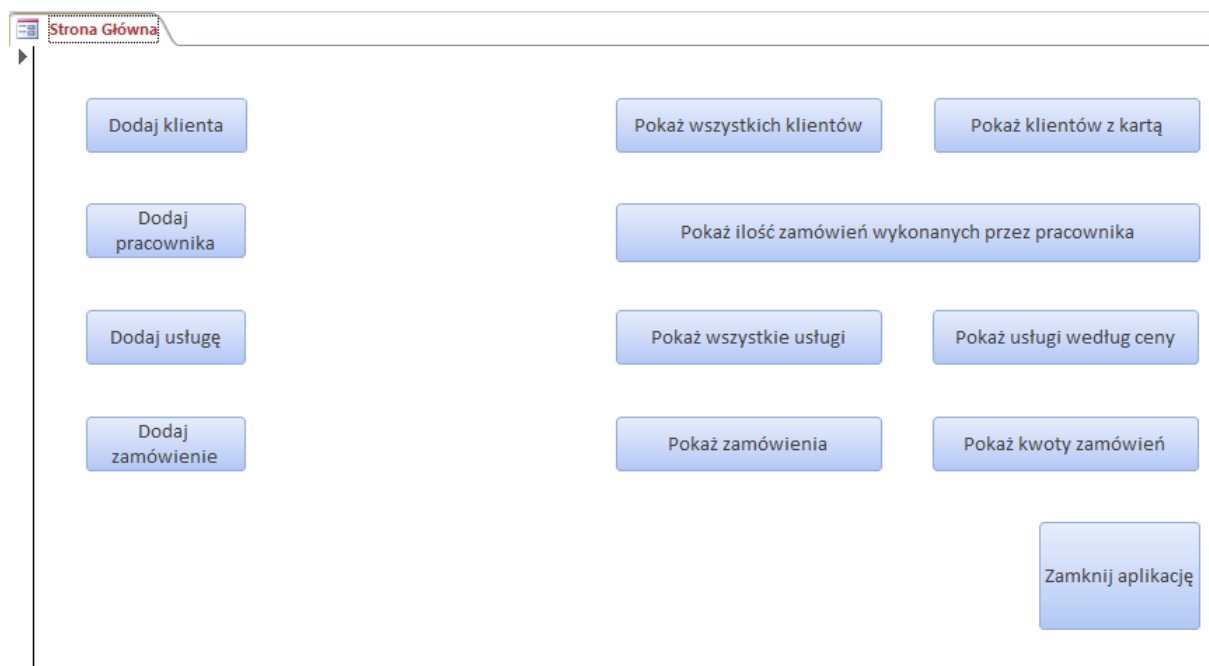 Strona Główna
Dodaj klienta
Pokaż wszystkich klientów
Pokaż klientów z kartą
Dodaj
pracownika
Pokaż ilość zamówień wykonanych przez pracownika
Dodaj usługę
Pokaż wszystkie usługi
Pokaż usługi według ceny
Dodaj
zamówienie
Pokaż zamówienia
Pokaż kwoty zamówień
Zamknij aplikację